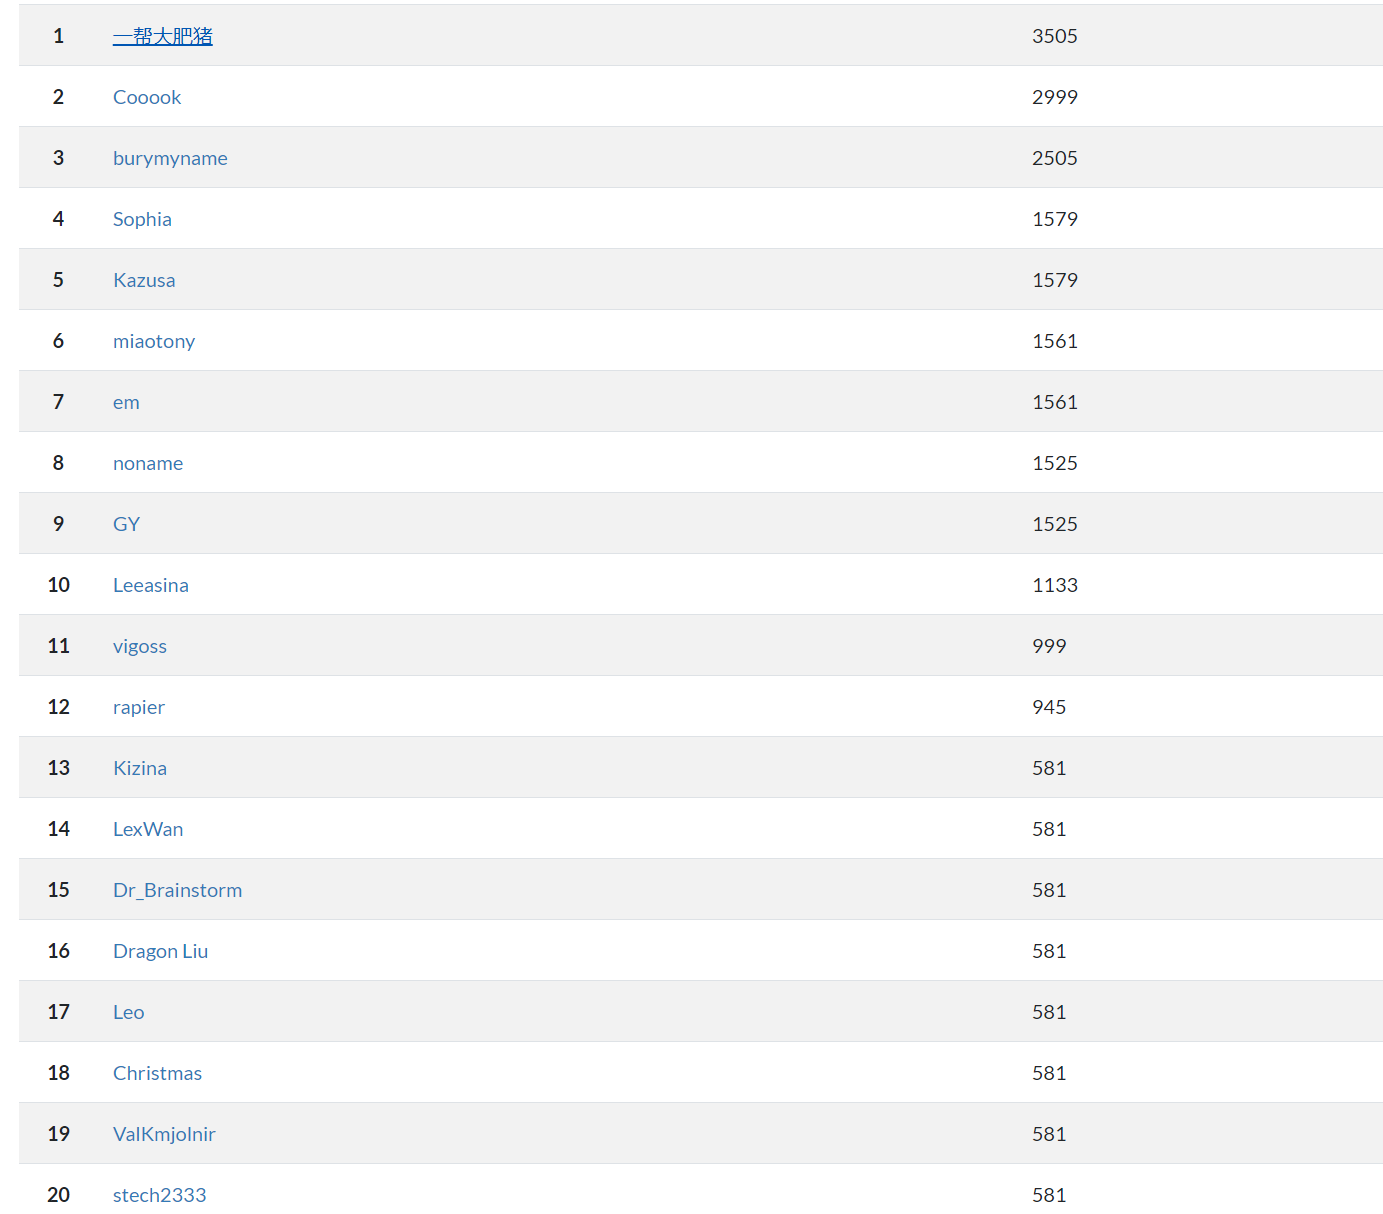 1 一帮大肥猪 3505
2 Cooook 2999
3 burymyname 2505
4 Sophia 1579
5 Kazusa 1579
6 miaotony 1561
7 em 1561
8 noname 1525
9 GY 1525
10 Leeasina 1133
11 vigoss 999
12 rapier 945
13 Kizina 581
14 LexWan 581
15 Dr_Brainstorm 581
16 Dragon Liu 581
17 Leo 581
18 Christmas 581
19 ValKmjolnir 581
20 stech2333 581